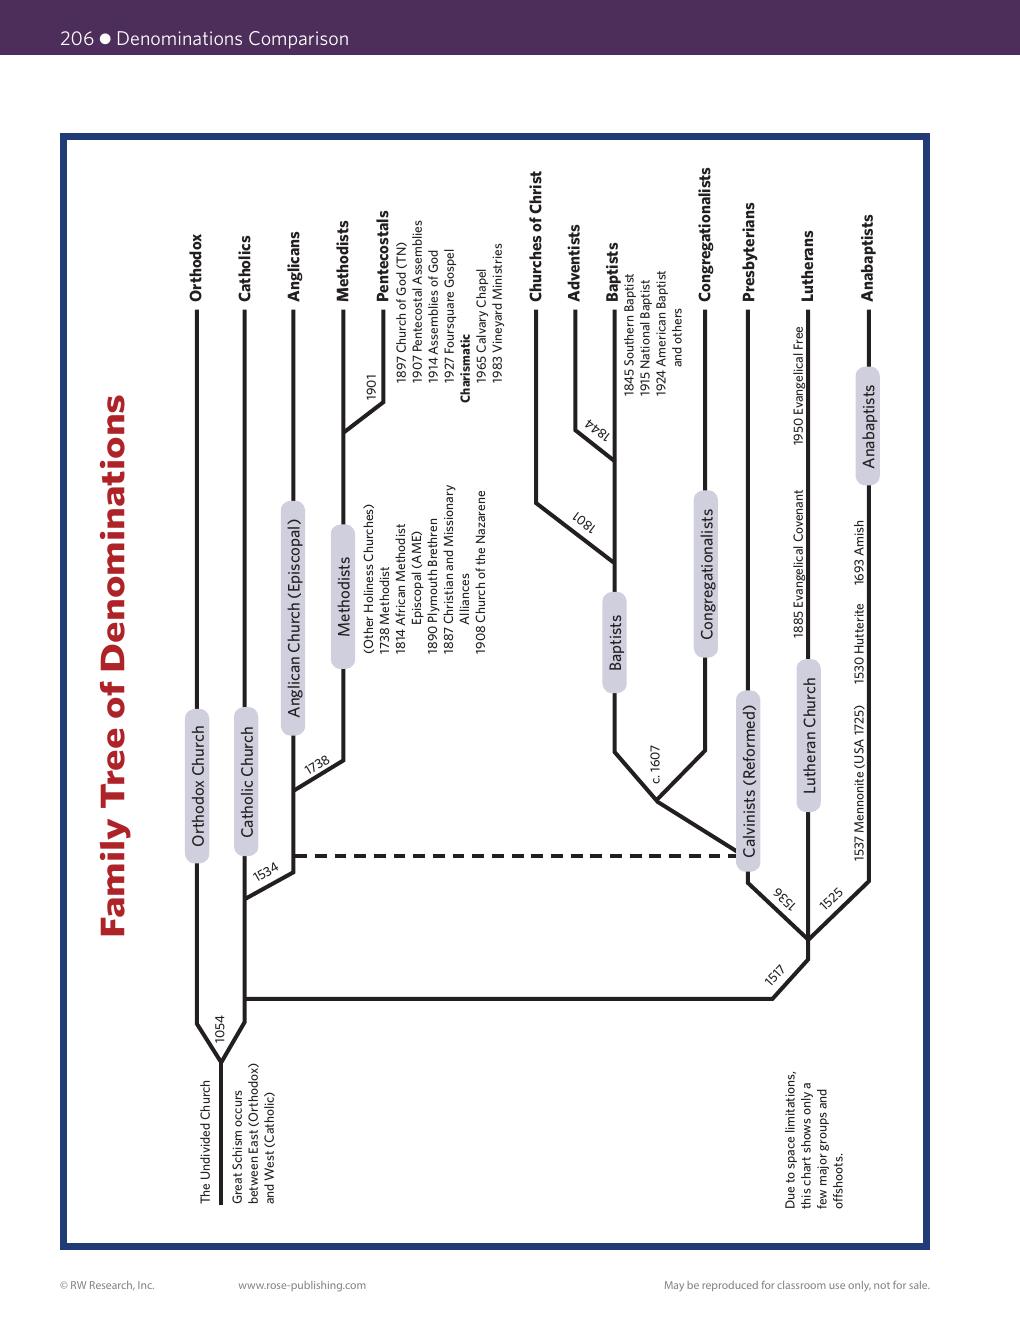 206 ● Denominations Comparison
Family Tree of Denominations
The Undivided Church
Great Schism occurs
between East (Orthodox)
and West (Catholic)
1054
Orthodox Church
Orthodox
Catholic Church
Catholics
1534
Anglican Church (Episcopal)
Anglicans
1738
Methodists
Methodists
(Other Holiness Churches)
1738 Methodist
1814 African Methodist
Episcopal (AME)
1890 Plymouth Brethren
1887 Christian and Missionary
Alliances
1908 Church of the Nazarene
1901
Pentecostals
1897 Church of God (TN)
1907 Pentecostal Assemblies
1914 Assemblies of God
1927 Foursquare Gospel
Charismatic
1965 Calvary Chapel
1983 Vineyard Ministries
Churches of Christ
1801
Adventists
1844
Baptists
Baptists
1845 Southern Baptist
1915 National Baptist
1924 American Baptist
and others
c. 1607
Congregationalists
Congregationalists
Calvinists (Reformed)
Presbyterians
1536
1517
Lutheran Church
1885 Evangelical Covenant
1950 Evangelical Free
Lutherans
1525
1537 Mennonite (USA 1725)
1530 Hutterite
1693 Amish
Anabaptists
Anabaptists
Due to space limitations,
this chart shows only a
few major groups and
offshoots.
© RW Research, Inc.
www.rose-publishing.com
May be reproduced for classroom use only, not for sale.